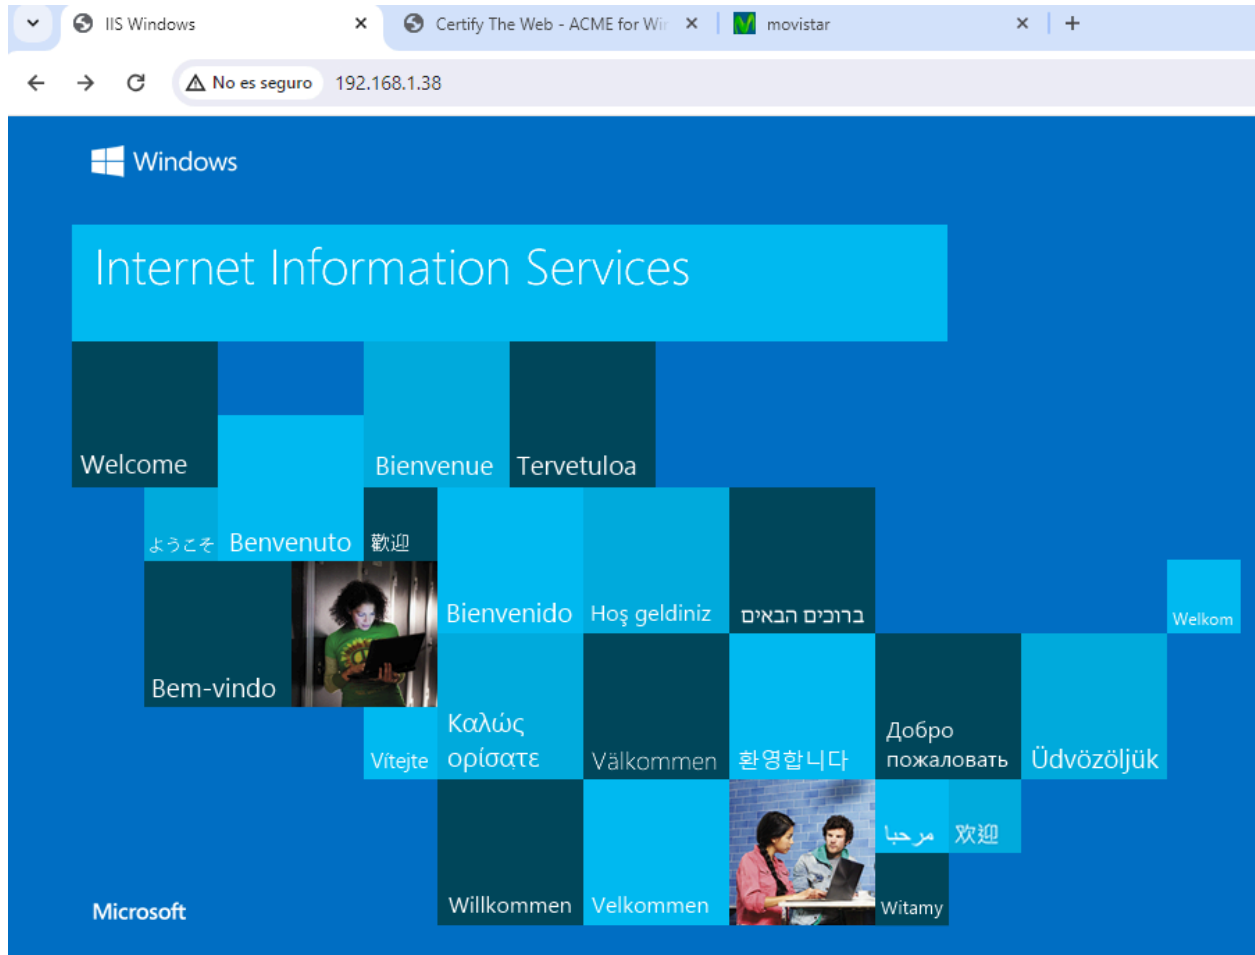 IIS Windows
Certify The Web - ACME for Wir
movistar
No es seguro
192.168.1.38
Windows
Internet Information Services
Welcome
Bienvenue
Tervetuloa
ようこそ
Benvenuto
歡迎
Bienvenido
Hoş geldiniz
ברוכים הבאים
Welkom
Bem-vindo
Vítejte
Καλώς
ορίσατε
Välkommen
환영합니다
Добро
пожаловать
Üdvözöljük
مرحبا
欢迎
Willkommen
Velkommen
Witamy
Microsoft